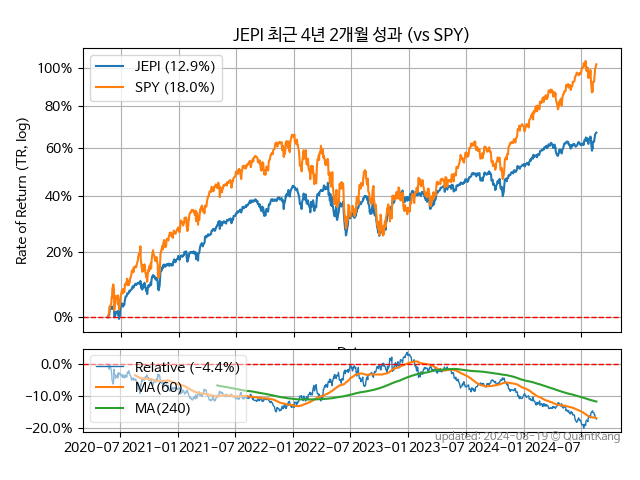 JEPI 최근 4년 2개월 성과 (vs SPY)
Rate of Return (TR, log)
100%
80%
60%
40%
20%
0%
JEPI (12.9%)
SPY (18.0%)
0.0%
-10.0%
-20.0%
Relative (-4.4%)
MA(60)
MA(240)
2020-07 2021-01 2021-07 2022-01 2022-07 2023-01 2023-07 2024-01 2024-07
updated: 2024-08-19 © QuantKang